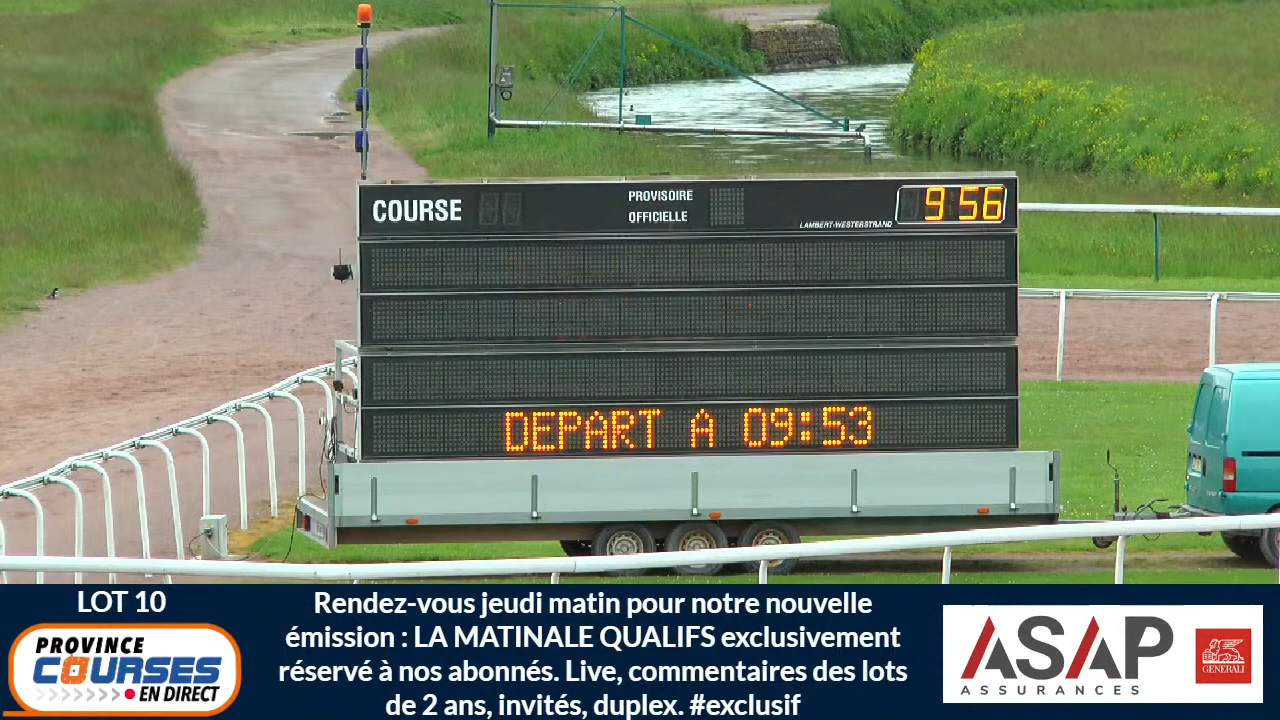 COURSE
PROVISOIRE
OFFICIELLE
LAMBERT-WESTERSTRAND
9:56
DEPART A 09:53
LOT 10
PROVINCE
COURSES
EN DIRECT
Rendez-vous jeudi matin pour notre nouvelle
émission : LA MATINALE QUALIFS exclusivement
réservé à nos abonnés. Live, commentaires des lots
de 2 ans, invités, duplex. #exclusif
ASAP
ASSURANCES
GENERALI